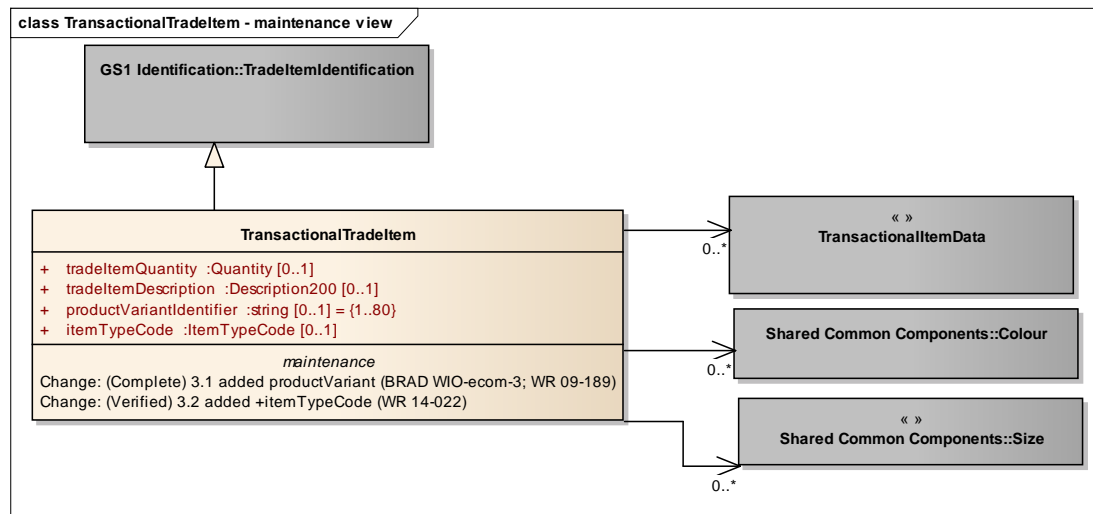 class TransactionalTradeItem - maintenance view
GS1 Identification::TradeItemIdentification
TransactionalTradeItem
+ tradeItemQuantity :Quantity [0..1]
+ tradeItemDescription :Description200 [0..1]
+ productVariantIdentifier :string [0..1] = {1..80}
+ itemTypeCode :ItemTypeCode [0..1]
maintenance
Change: (Complete) 3.1 added productVariant (BRAD WIO-ecom-3; WR 09-189)
Change: (Verified) 3.2 added +itemTypeCode (WR 14-022)
« »
TransactionalItemData
0..*
Shared Common Components::Colour
0..*
« »
Shared Common Components::Size
0..*